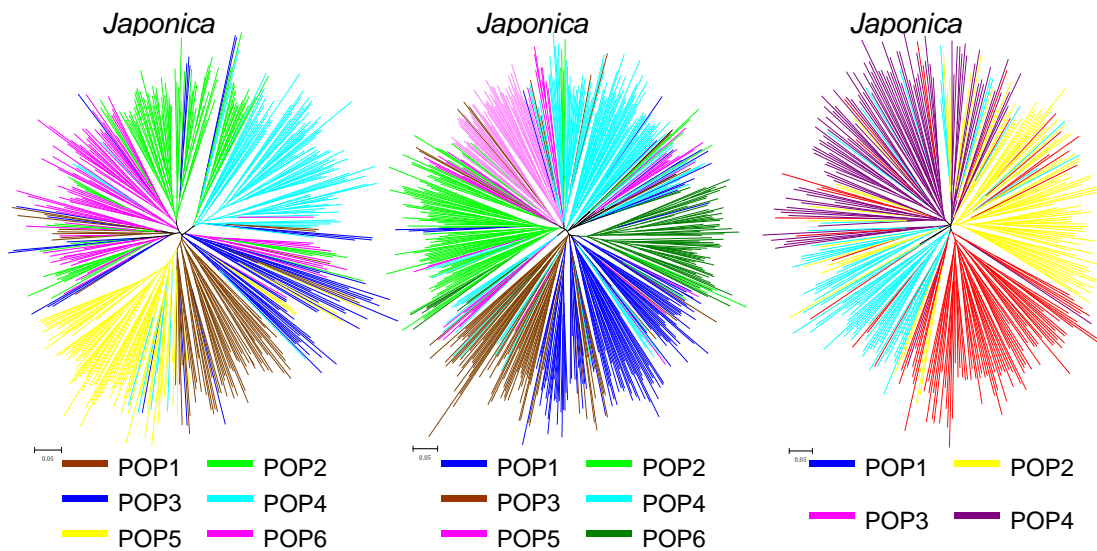 Japonica Japonica Japonica
0.05 0.05 0.05
POP1 POP2 POP1 POP2 POP1 POP2
POP3 POP4 POP3 POP4 POP3 POP4
POP5 POP6 POP5 POP6